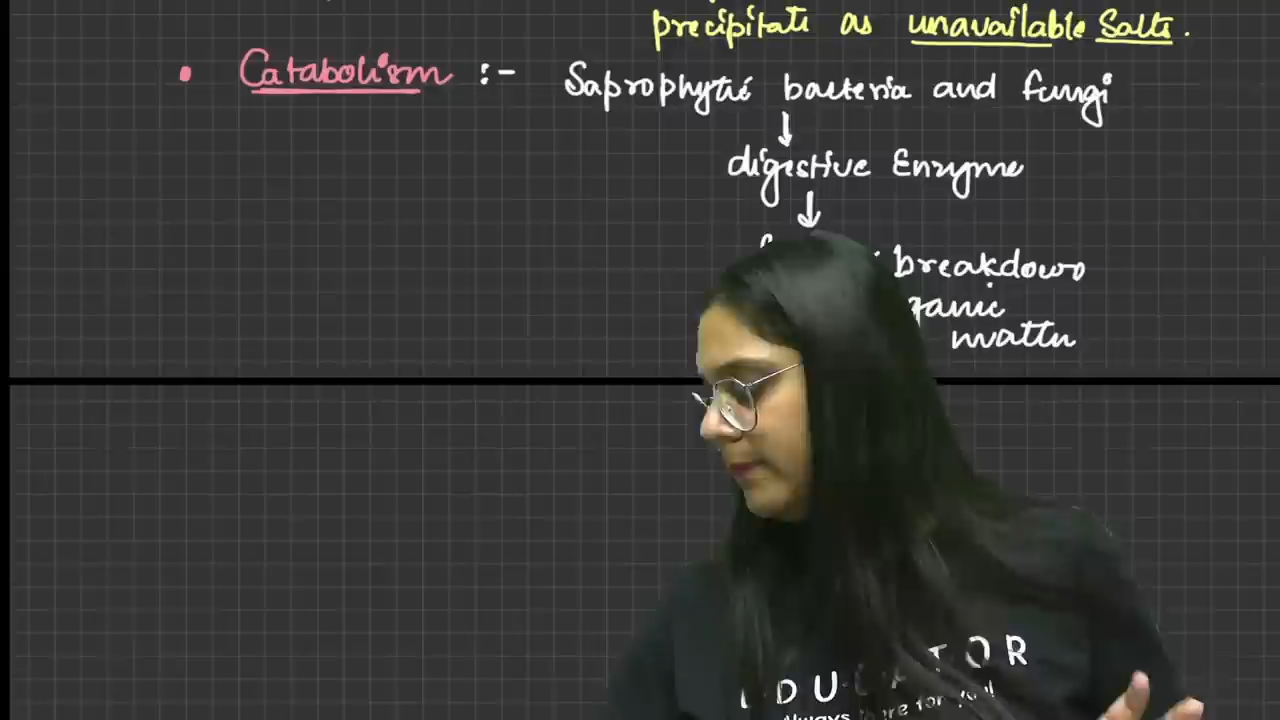 precipitate as unavailable Salts.
• Catabolism :- Saprophytic bacteria and fungi
↓
digestive Enzyme
↓
breakdown
matter